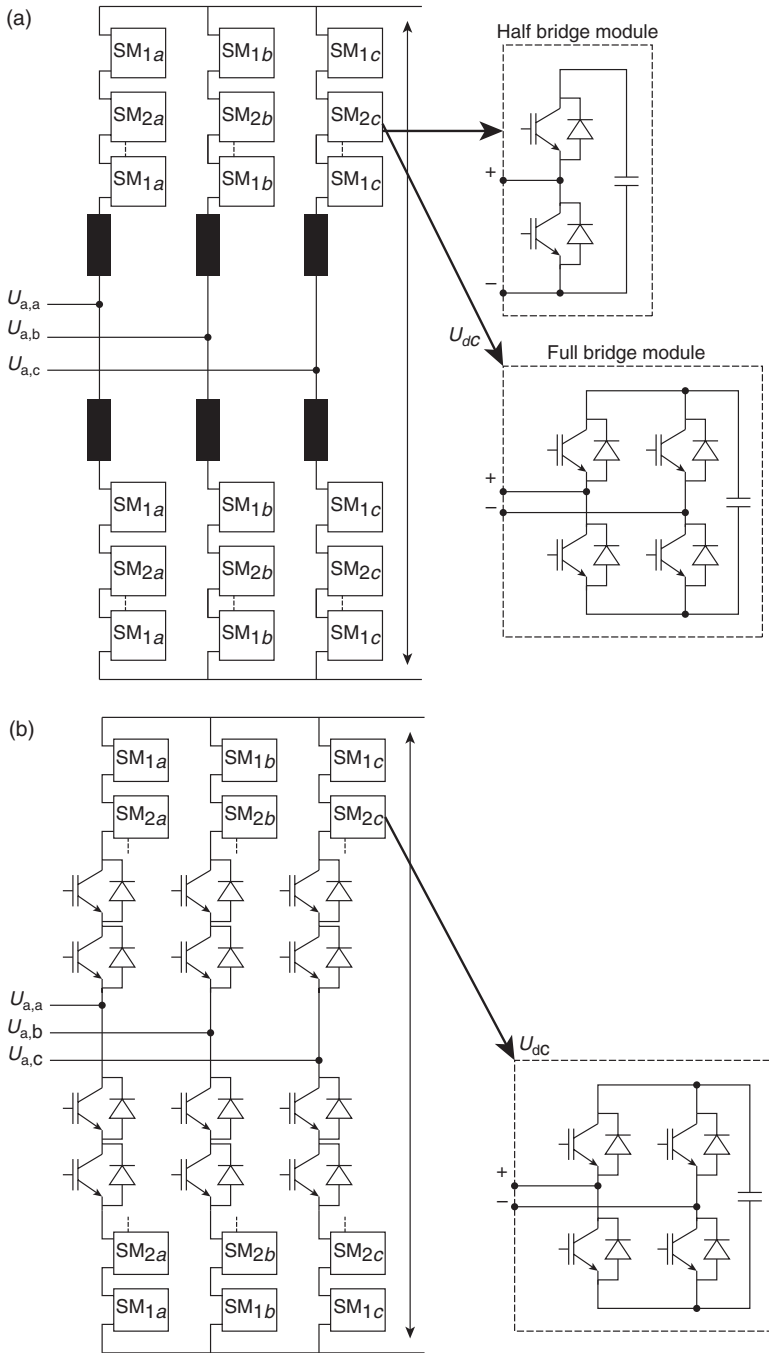 (a)
Half bridge module
SM1a SM1b SM1c
SM2a SM2b SM2c
SM1a SM1b SM1c
+
−
Ua,a
Ua,b
Ua,c
Udc
Full bridge module
+
−
SM1a SM1b SM1c
SM2a SM2b SM2c
SM1a SM1b SM1c
(b)
SM1a SM1b SM1c
SM2a SM2b SM2c
Ua,a
Ua,b
Ua,c
Udc
+
−
SM2a SM2b SM2c
SM1a SM1b SM1c